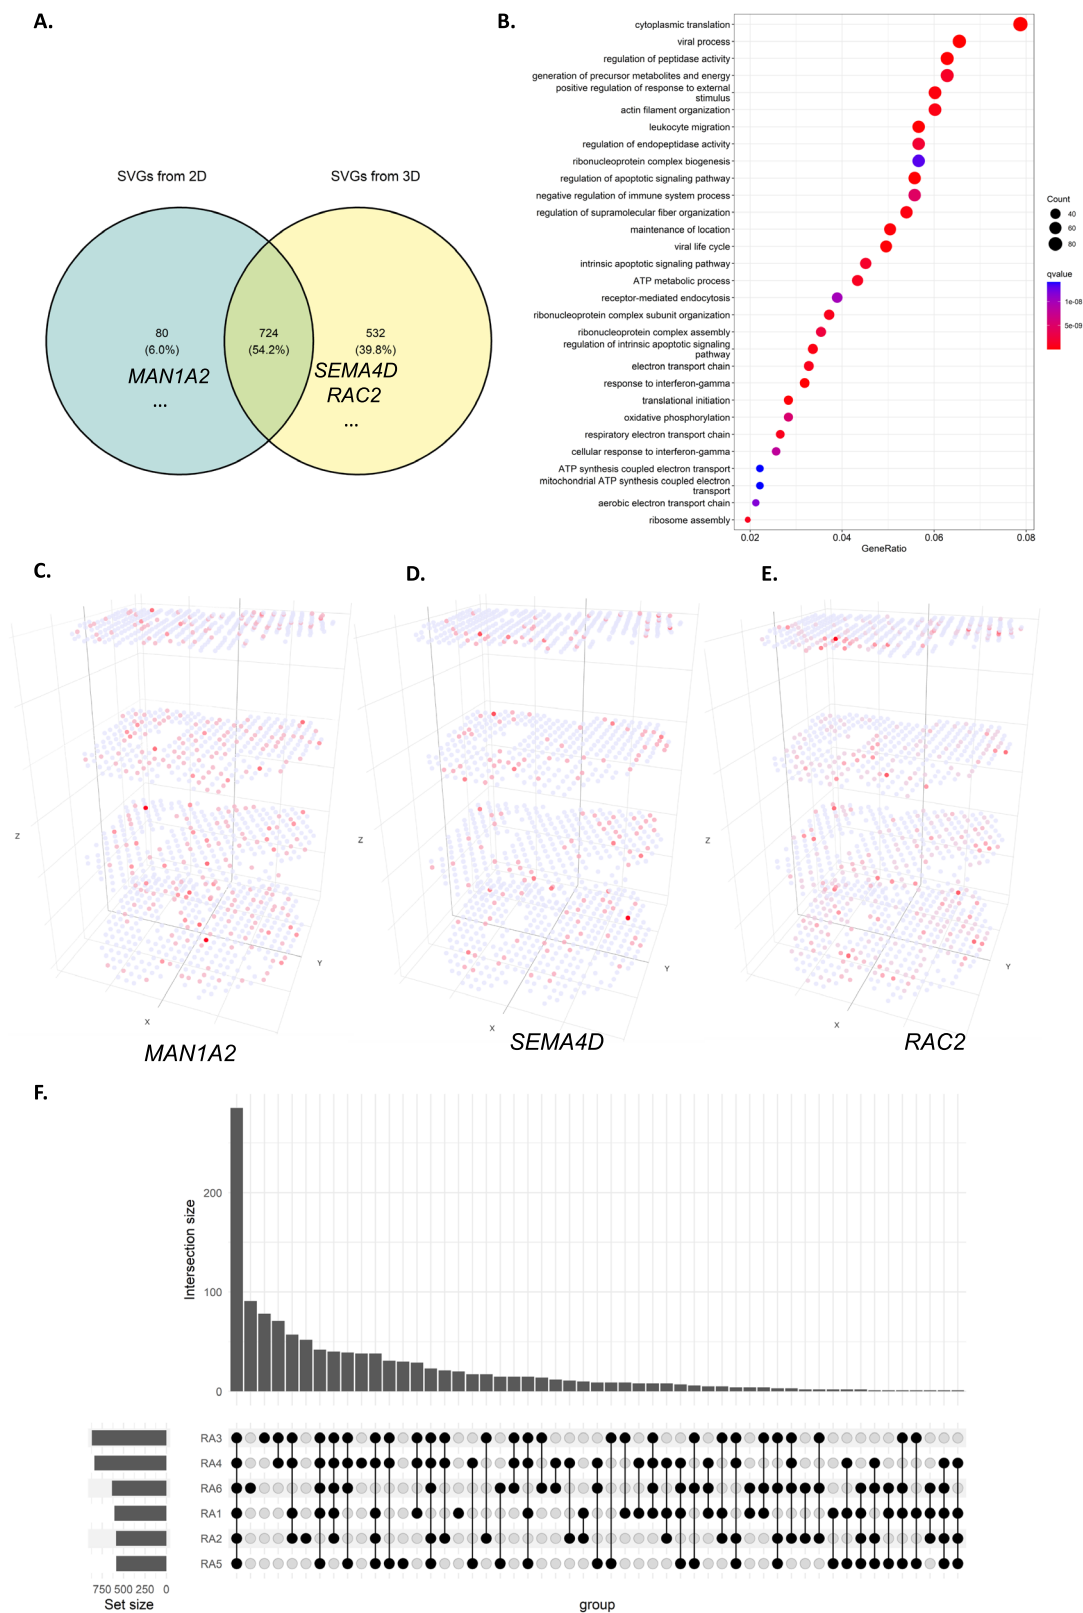 A.
SVGs from 2D
SVGs from 3D
80
(6.0%)
MAN1A2
...
724
(54.2%)
532
(39.8%)
SEMA4D
RAC2
...
B.
cytoplasmic translation
viral process
regulation of peptidase activity
generation of precursor metabolites and energy
positive regulation of response to external
stimulus
actin filament organization
leukocyte migration
regulation of endopeptidase activity
ribonucleoprotein complex biogenesis
regulation of apoptotic signaling pathway
negative regulation of immune system process
regulation of supramolecular fiber organization
maintenance of location
viral life cycle
intrinsic apoptotic signaling pathway
ATP metabolic process
receptor-mediated endocytosis
ribonucleoprotein complex subunit organization
ribonucleoprotein complex assembly
regulation of intrinsic apoptotic signaling
pathway
electron transport chain
response to interferon-gamma
translational initiation
oxidative phosphorylation
respiratory electron transport chain
cellular response to interferon-gamma
ATP synthesis coupled electron transport
mitochondrial ATP synthesis coupled electron
transport
aerobic electron transport chain
ribosome assembly
0.02 0.04 0.06 0.08
GeneRatio
Count
40
60
80
qvalue
1e-08
5e-09
C.
Z
Y
X
MAN1A2
D.
Z
Y
X
SEMA4D
E.
Z
Y
X
RAC2
F.
Intersection size
200
100
0
RA3
RA4
RA6
RA1
RA2
RA5
750 500 250 0
Set size
group